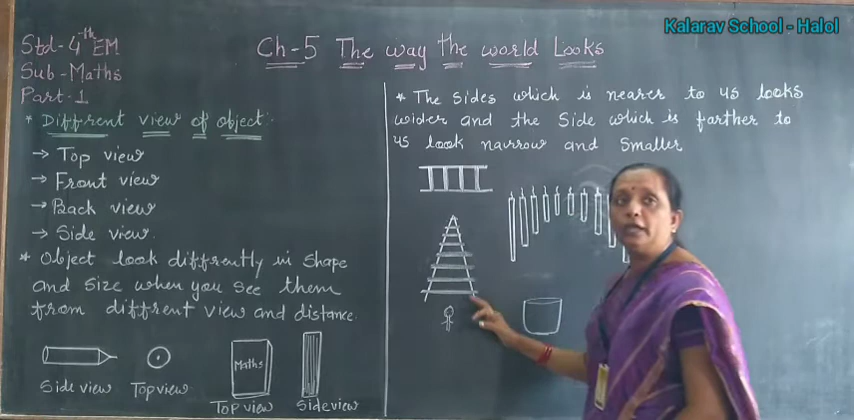 Kalarav School - Halol
Std-4th EM
Sub-Maths
Part-1
Ch-5 The way the world Looks
* Different view of object:-
→ Top view
→ Front view
→ Back view
→ Side view.
* Object look diffrently in shape
and size when you see them
from different view and distance.
Side view
Top view
Maths
Top view
Side view
* The sides which is nearer to us looks
wider and the side which is farther to
us look narrow and smaller